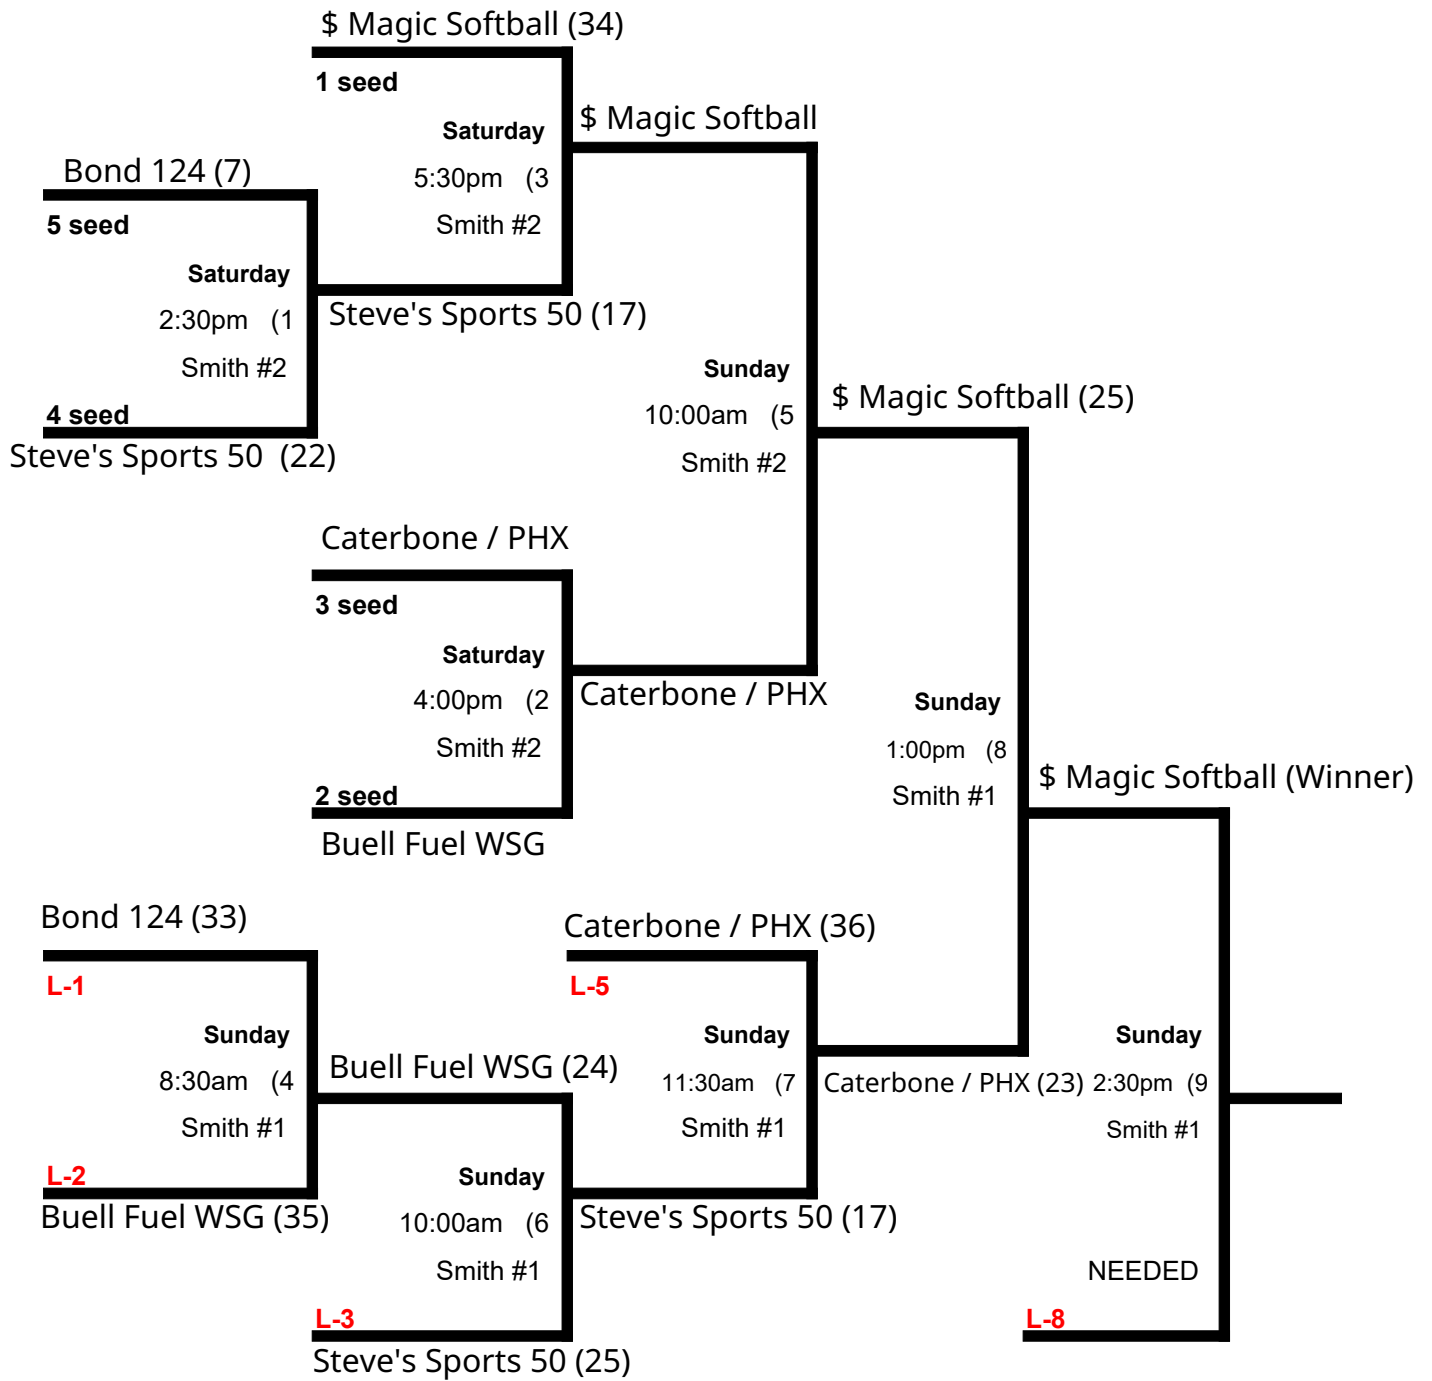 $ Magic Softball (34)
1 seed
Saturday
5:30pm (3
Smith #2
$ Magic Softball
Bond 124 (7)
5 seed
Saturday
2:30pm (1
Smith #2
4 seed
Steve's Sports 50 (22)
Steve's Sports 50 (17)
Sunday
10:00am (5
Smith #2
$ Magic Softball (25)
Caterbone / PHX
3 seed
Saturday
4:00pm (2
Smith #2
2 seed
Buell Fuel WSG
Caterbone / PHX
Sunday
1:00pm (8
Smith #1
$ Magic Softball (Winner)
Bond 124 (33)
L-1
Sunday
8:30am (4
Smith #1
L-2
Buell Fuel WSG (35)
Buell Fuel WSG (24)
Sunday
10:00am (6
Smith #1
L-3
Steve's Sports 50 (25)
Caterbone / PHX (36)
L-5
Sunday
11:30am (7
Smith #1
Steve's Sports 50 (17)
Caterbone / PHX (23)
Sunday
2:30pm (9
Smith #1
NEEDED
L-8